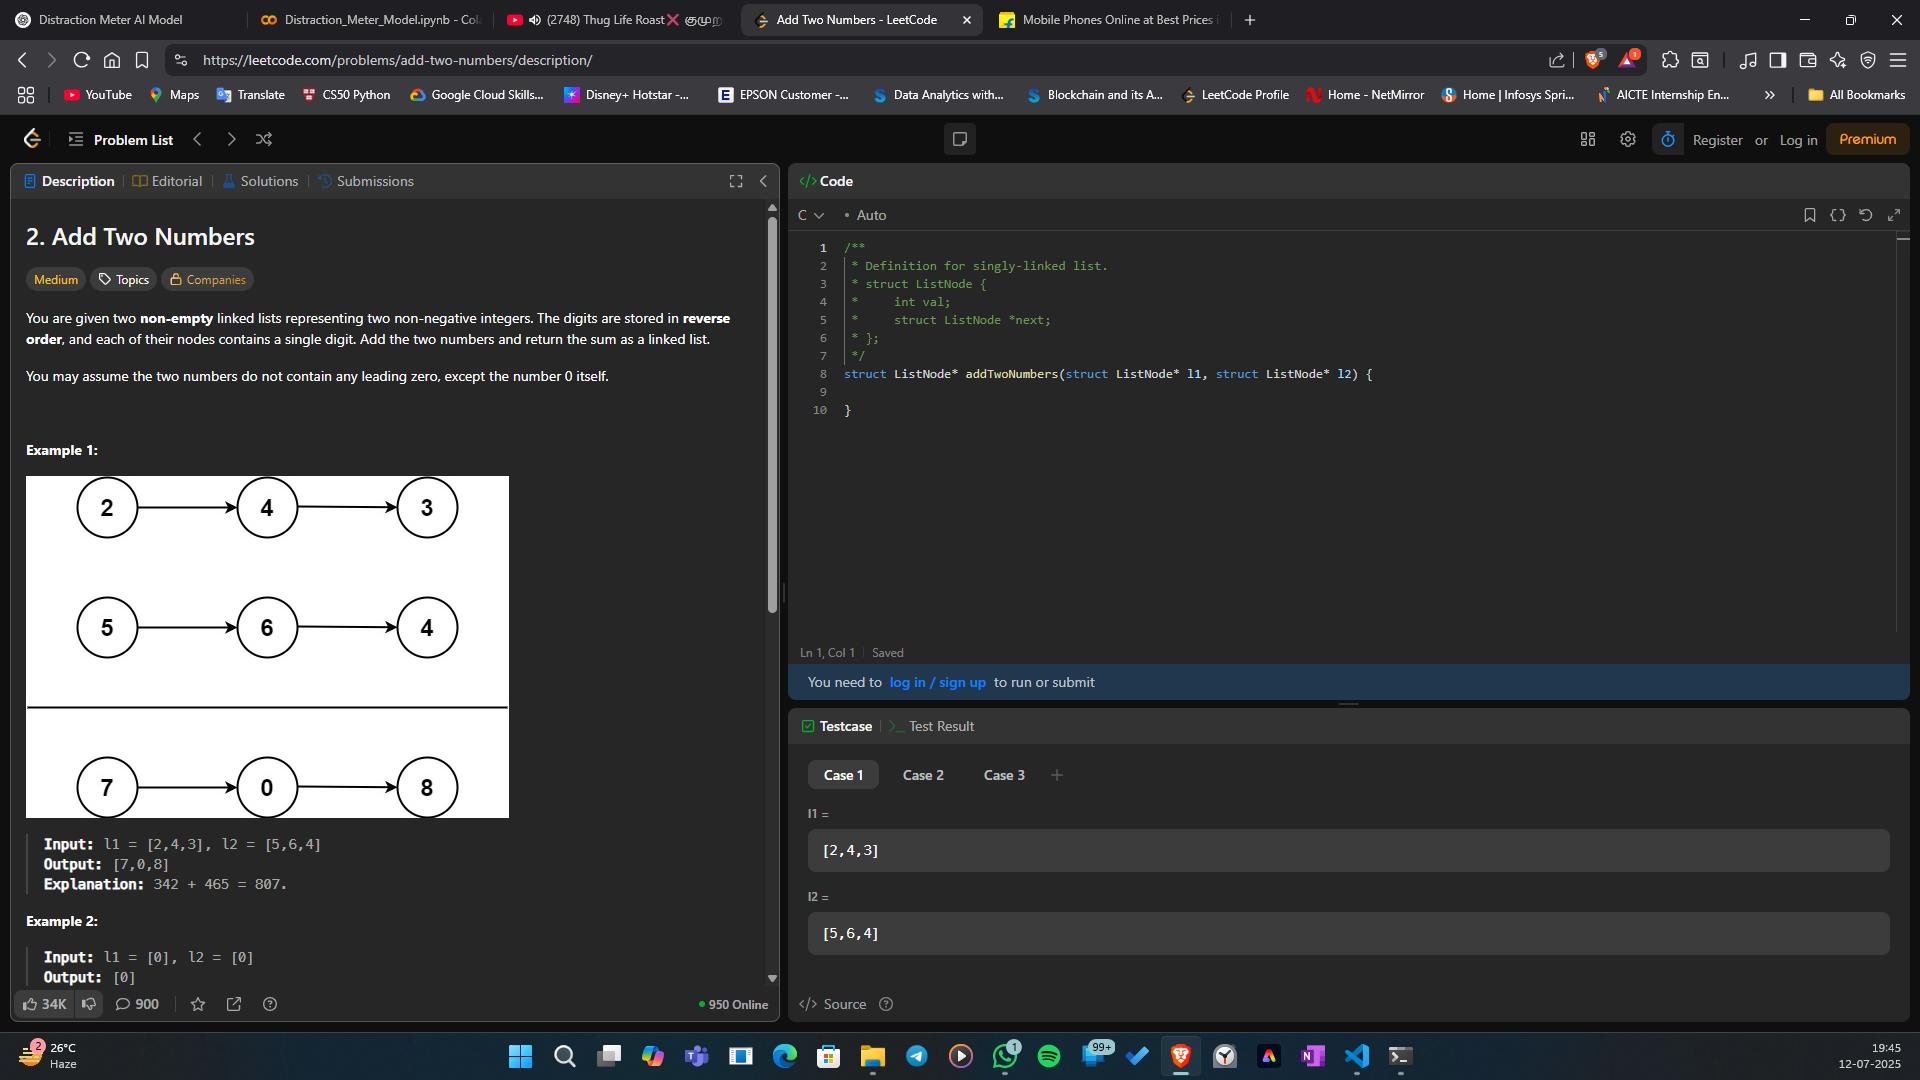 Distraction Meter AI Model
Distraction_Meter_Model.ipynb - Col
(2748) Thug Life Roast❌ குமுற
Add Two Numbers - LeetCode
Mobile Phones Online at Best Prices i
https://leetcode.com/problems/add-two-numbers/description/
5
1
YouTube
Maps
Translate
CS50 Python
Google Cloud Skills...
Disney+ Hotstar -...
EPSON Customer -...
Data Analytics with...
Blockchain and its A...
LeetCode Profile
Home - NetMirror
Home | Infosys Spri...
AICTE Internship En...
All Bookmarks
Problem List
Register or Log in
Premium
Description
Editorial
Solutions
Submissions
2. Add Two Numbers
Medium
Topics
Companies
You are given two non-empty linked lists representing two non-negative integers. The digits are stored in reverse
order, and each of their nodes contains a single digit. Add the two numbers and return the sum as a linked list.
You may assume the two numbers do not contain any leading zero, except the number 0 itself.
Example 1:
2 4 3
5 6 4
7 0 8
Input: l1 = [2,4,3], l2 = [5,6,4]
Output: [7,0,8]
Explanation: 342 + 465 = 807.
Example 2:
Input: l1 = [0], l2 = [0]
Output: [0]
34K
900
950 Online
Code
C
Auto
1 /**
2 * Definition for singly-linked list.
3 * struct ListNode {
4 * int val;
5 * struct ListNode *next;
6 * };
7 */
8 struct ListNode* addTwoNumbers(struct ListNode* l1, struct ListNode* l2) {
9
10 }
Ln 1, Col 1
Saved
You need to log in / sign up to run or submit
Testcase
Test Result
Case 1
Case 2
Case 3
l1 =
[2,4,3]
l2 =
[5,6,4]
Source
2
26°C
Haze
1
99+
19:45
12-07-2025